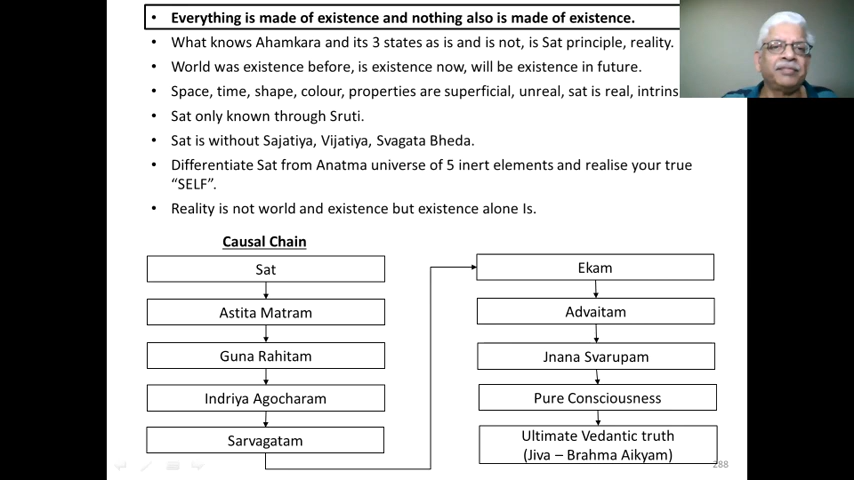 • Everything is made of existence and nothing also is made of existence.
• What knows Ahamkara and its 3 states as is and is not, is Sat principle, reality.
• World was existence before, is existence now, will be existence in future.
• Space, time, shape, colour, properties are superficial, unreal, sat is real, intrins
• Sat only known through Sruti.
• Sat is without Sajatiya, Vijatiya, Svagata Bheda.
• Differentiate Sat from Anatma universe of 5 inert elements and realise your true
“SELF”.
• Reality is not world and existence but existence alone Is.
Causal Chain
Sat
Astita Matram
Guna Rahitam
Indriya Agocharam
Sarvagatam
Ekam
Advaitam
Jnana Svarupam
Pure Consciousness
Ultimate Vedantic truth
(Jiva – Brahma Aikyam)
288